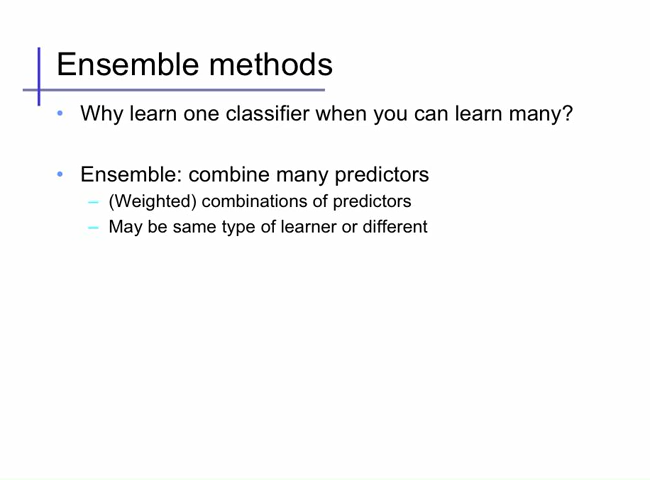 Ensemble methods
• Why learn one classifier when you can learn many?
• Ensemble: combine many predictors
– (Weighted) combinations of predictors
– May be same type of learner or different